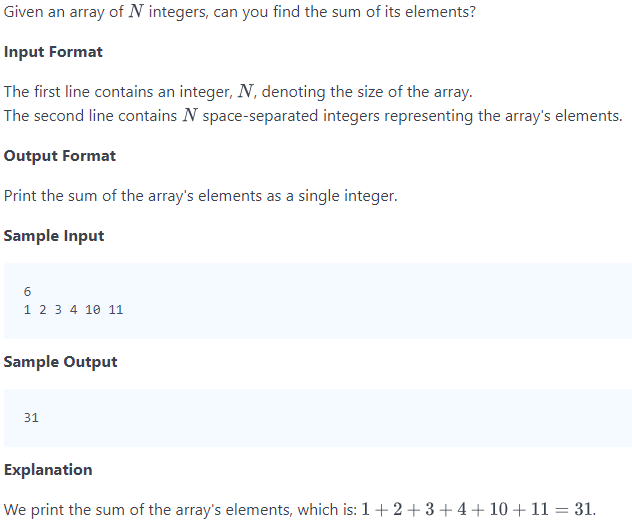 Given an array of N integers, can you find the sum of its elements?
Input Format
The first line contains an integer, N, denoting the size of the array.
The second line contains N space-separated integers representing the array's elements.
Output Format
Print the sum of the array's elements as a single integer.
Sample Input
6
1 2 3 4 10 11
Sample Output
31
Explanation
We print the sum of the array's elements, which is: 1 + 2 + 3 + 4 + 10 + 11 = 31.